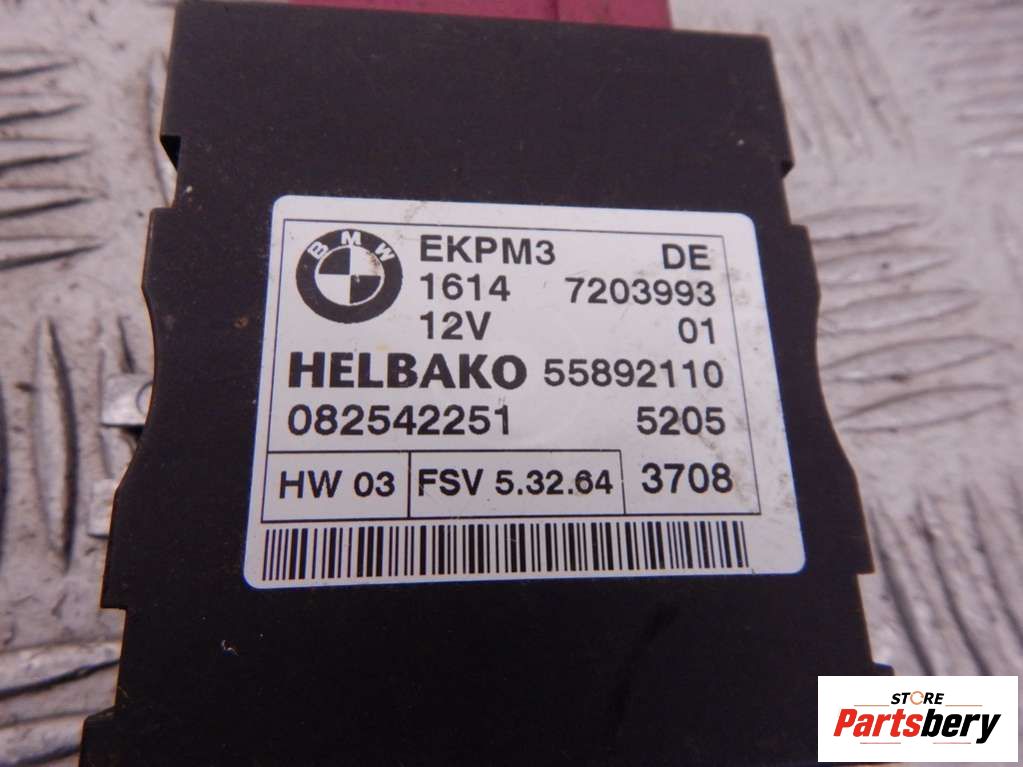 BMW
EKPM3 DE
1614 7203993
12V 01
HELBAKO 55892110
082542251 5205
HW 03 FSV 5.32.64 3708
STORE
Partsbery